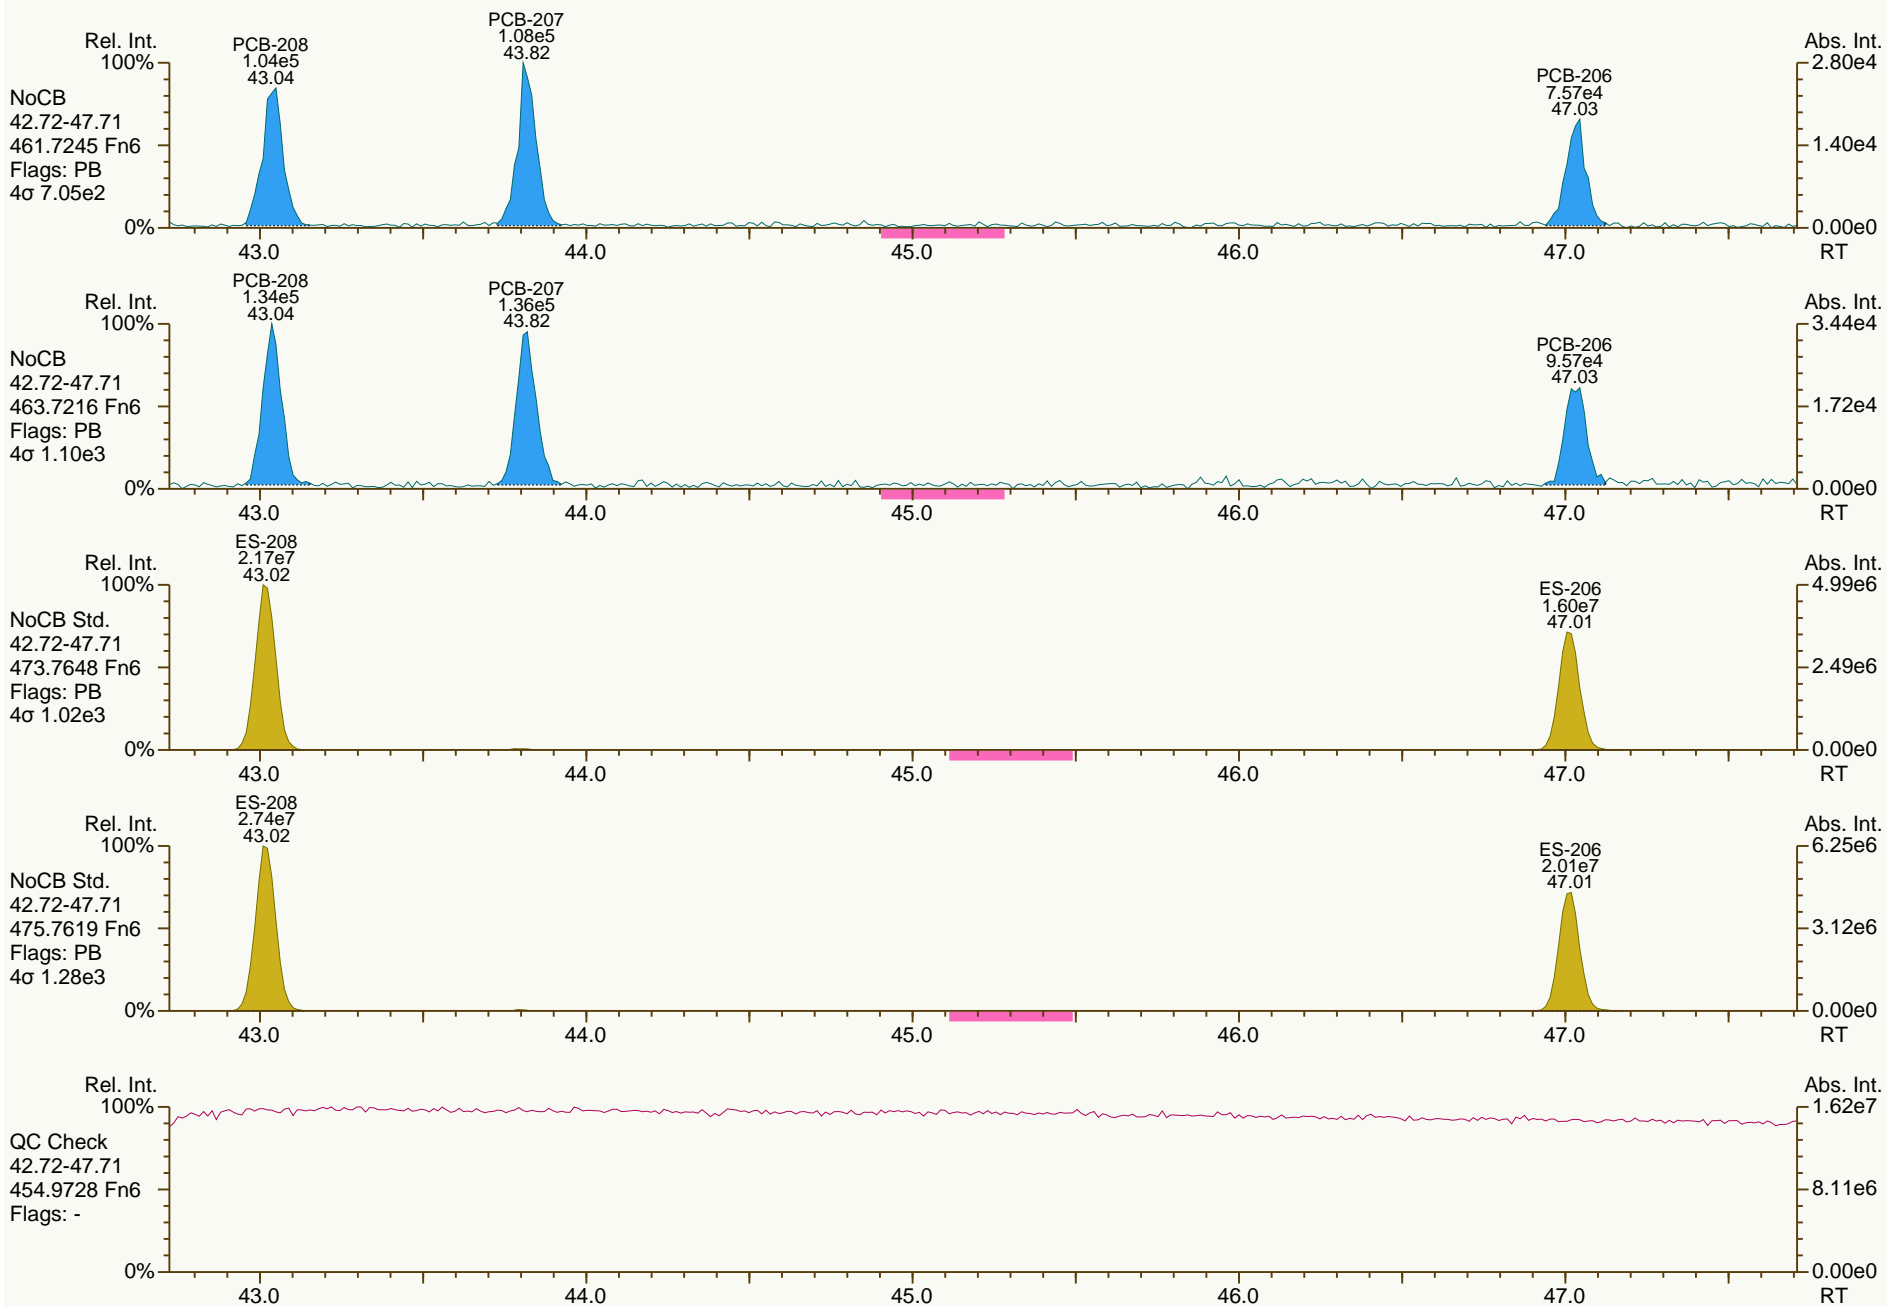 Rel. Int.
100%
0%
NoCB
42.72-47.71
461.7245 Fn6
Flags: PB
4σ 7.05e2
PCB-208
1.04e5
43.04
PCB-207
1.08e5
43.82
PCB-206
7.57e4
47.03
Abs. Int.
2.80e4
1.40e4
0.00e0
43.0 44.0 45.0 46.0 47.0 RT
Rel. Int.
100%
0%
NoCB
42.72-47.71
463.7216 Fn6
Flags: PB
4σ 1.10e3
PCB-208
1.34e5
43.04
PCB-207
1.36e5
43.82
PCB-206
9.57e4
47.03
Abs. Int.
3.44e4
1.72e4
0.00e0
43.0 44.0 45.0 46.0 47.0 RT
Rel. Int.
100%
0%
NoCB Std.
42.72-47.71
473.7648 Fn6
Flags: PB
4σ 1.02e3
ES-208
2.17e7
43.02
ES-206
1.60e7
47.01
Abs. Int.
4.99e6
2.49e6
0.00e0
43.0 44.0 45.0 46.0 47.0 RT
Rel. Int.
100%
0%
NoCB Std.
42.72-47.71
475.7619 Fn6
Flags: PB
4σ 1.28e3
ES-208
2.74e7
43.02
ES-206
2.01e7
47.01
Abs. Int.
6.25e6
3.12e6
0.00e0
43.0 44.0 45.0 46.0 47.0 RT
Rel. Int.
100%
0%
QC Check
42.72-47.71
454.9728 Fn6
Flags: -
Abs. Int.
1.62e7
8.11e6
0.00e0
43.0 44.0 45.0 46.0 47.0 RT